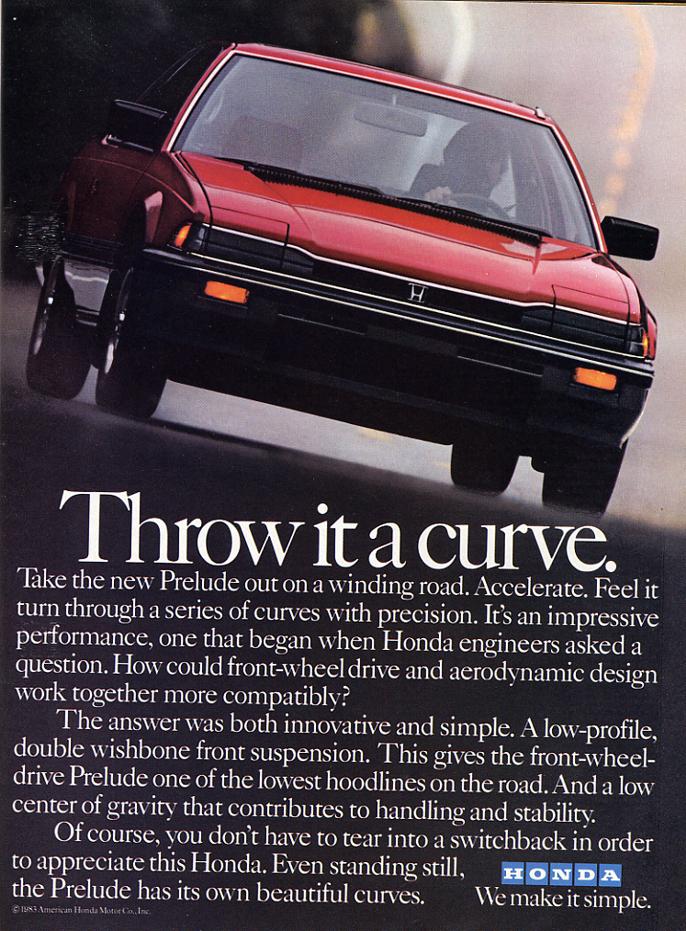 Throw it a curve.
Take the new Prelude out on a winding road. Accelerate. Feel it
turn through a series of curves with precision. It's an impressive
performance, one that began when Honda engineers asked a
question. How could front-wheel drive and aerodynamic design
work together more compatibly?
The answer was both innovative and simple. A low-profile,
double wishbone front suspension. This gives the front-wheel-
drive Prelude one of the lowest hoodlines on the road. And a low
center of gravity that contributes to handling and stability.
Of course, you don't have to tear into a switchback in order
to appreciate this Honda. Even standing still,
the Prelude has its own beautiful curves.
HONDA
We make it simple.
© 1983 American Honda Motor Co., Inc.